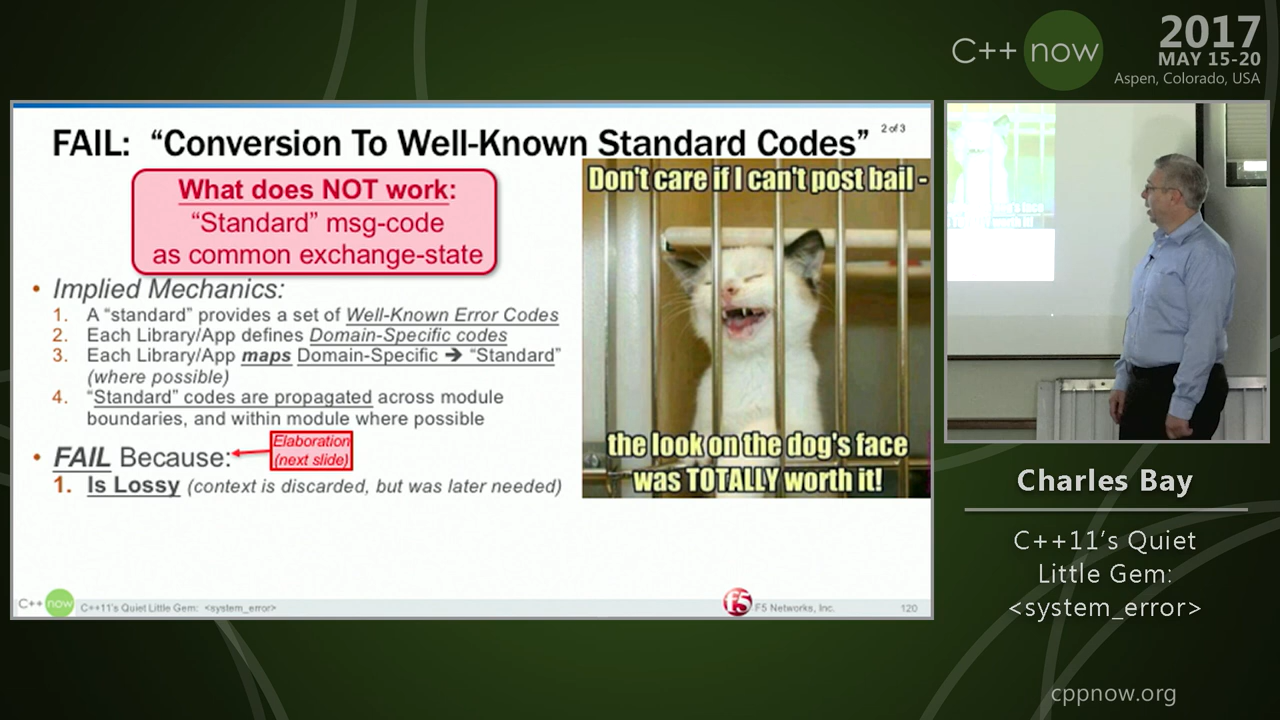 C++ now
2017
MAY 15-20
Aspen, Colorado, USA
FAIL: “Conversion To Well-Known Standard Codes” 2 of 3
What does NOT work:
“Standard” msg-code
as common exchange-state
Don't care if I can't post bail -
the look on the dog's face
was TOTALLY worth it!
• Implied Mechanics:
1. A “standard” provides a set of Well-Known Error Codes
2. Each Library/App defines Domain-Specific codes
3. Each Library/App maps Domain-Specific ➔ “Standard”
(where possible)
4. “Standard” codes are propagated across module
boundaries, and within module where possible
• FAIL Because:
Elaboration
(next slide)
1. Is Lossy (context is discarded, but was later needed)
C++ now C++11's Quiet Little Gem: <system_error> f5 F5 Networks, Inc. 120
Charles Bay
C++11’s Quiet
Little Gem:
<system_error>
cppnow.org